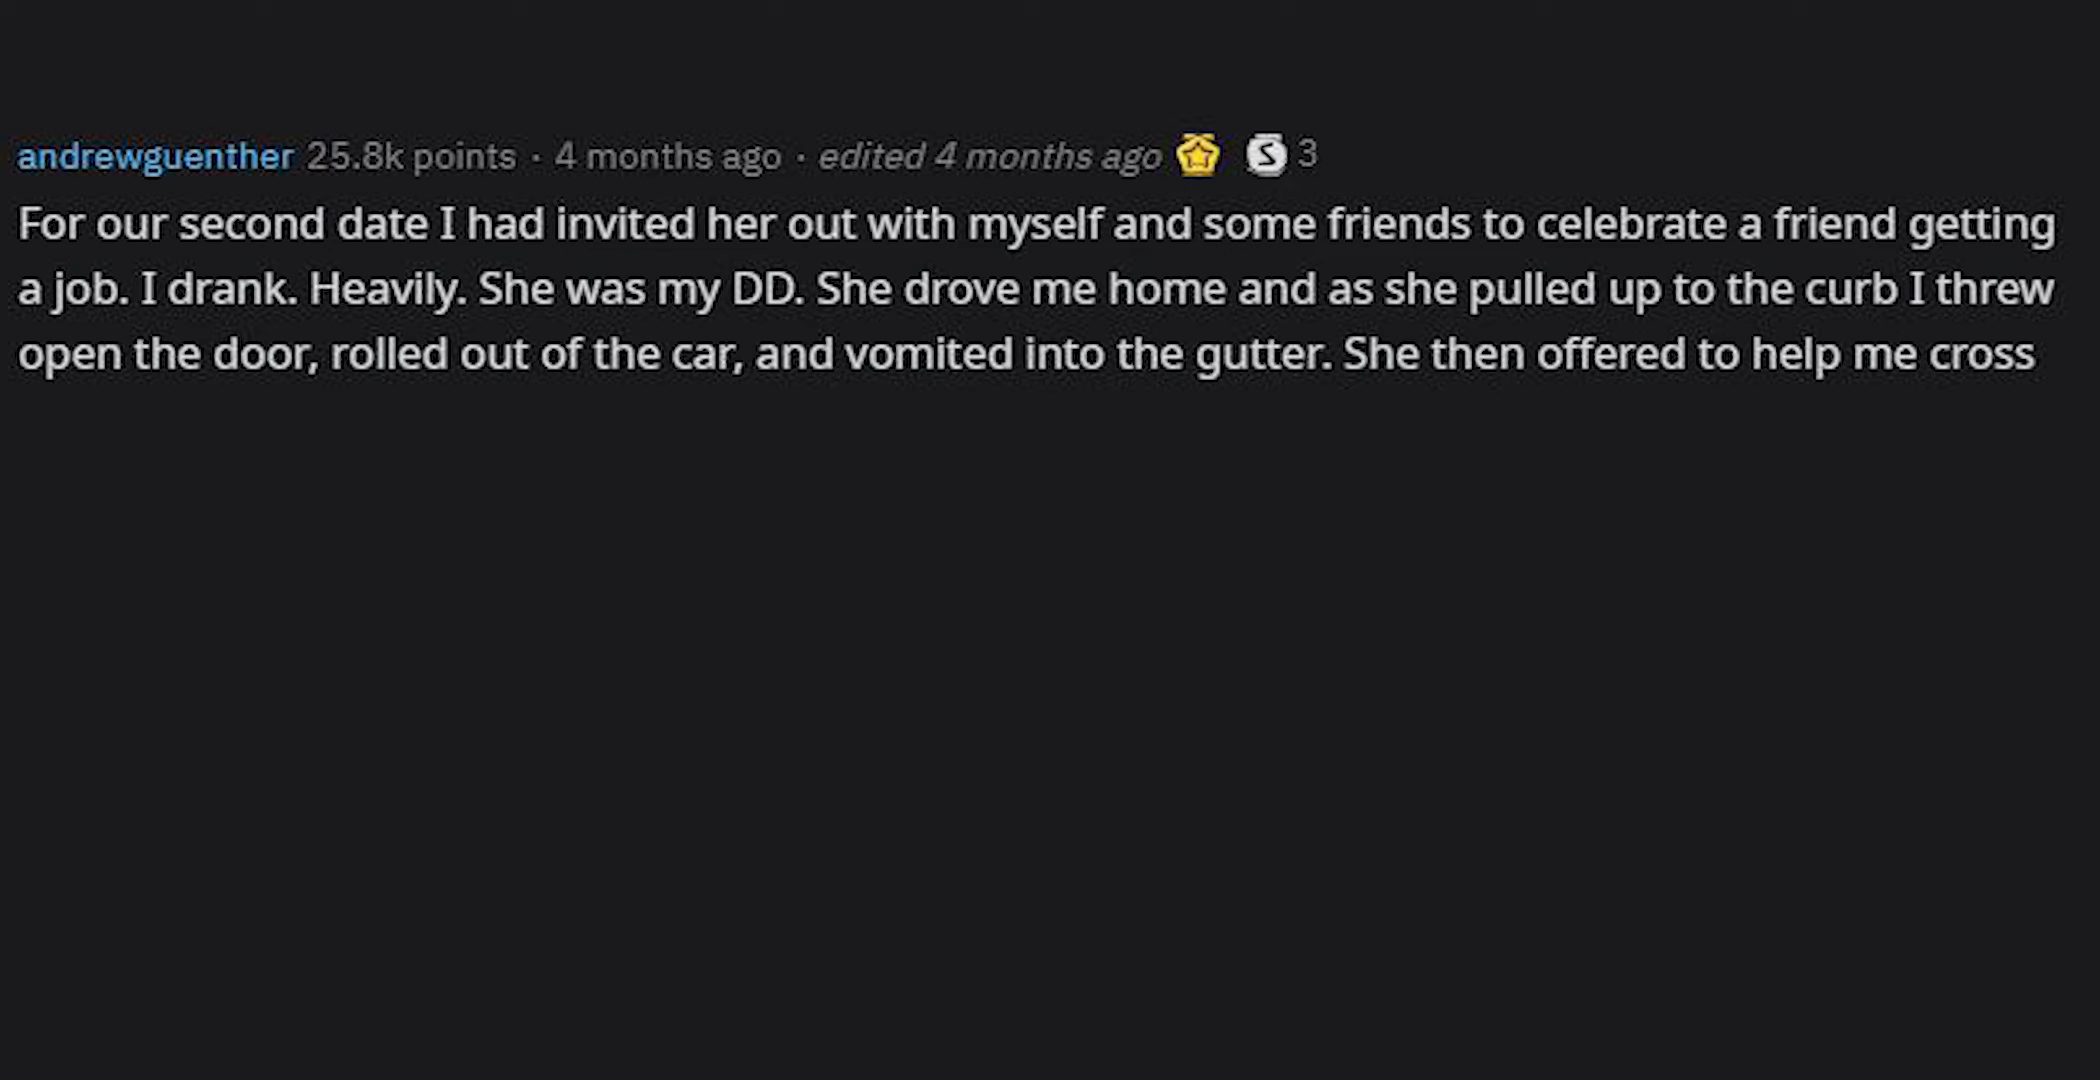 andrewguenther 25.8k points · 4 months ago · edited 4 months ago S 3
For our second date I had invited her out with myself and some friends to celebrate a friend getting
a job. I drank. Heavily. She was my DD. She drove me home and as she pulled up to the curb I threw
open the door, rolled out of the car, and vomited into the gutter. She then offered to help me cross